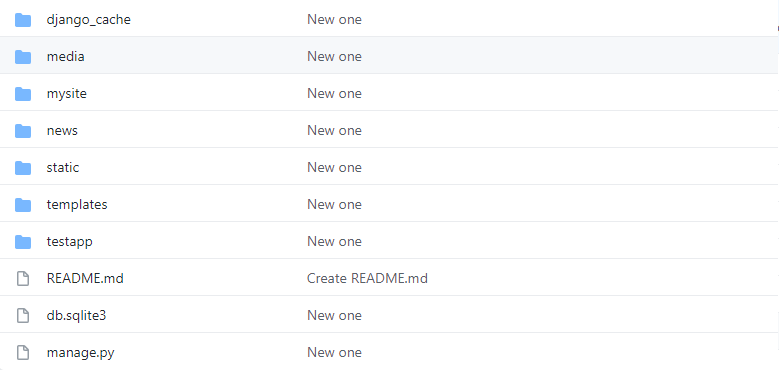 django_cache New one
media New one
mysite New one
news New one
static New one
templates New one
testapp New one
README.md Create README.md
db.sqlite3 New one
manage.py New one